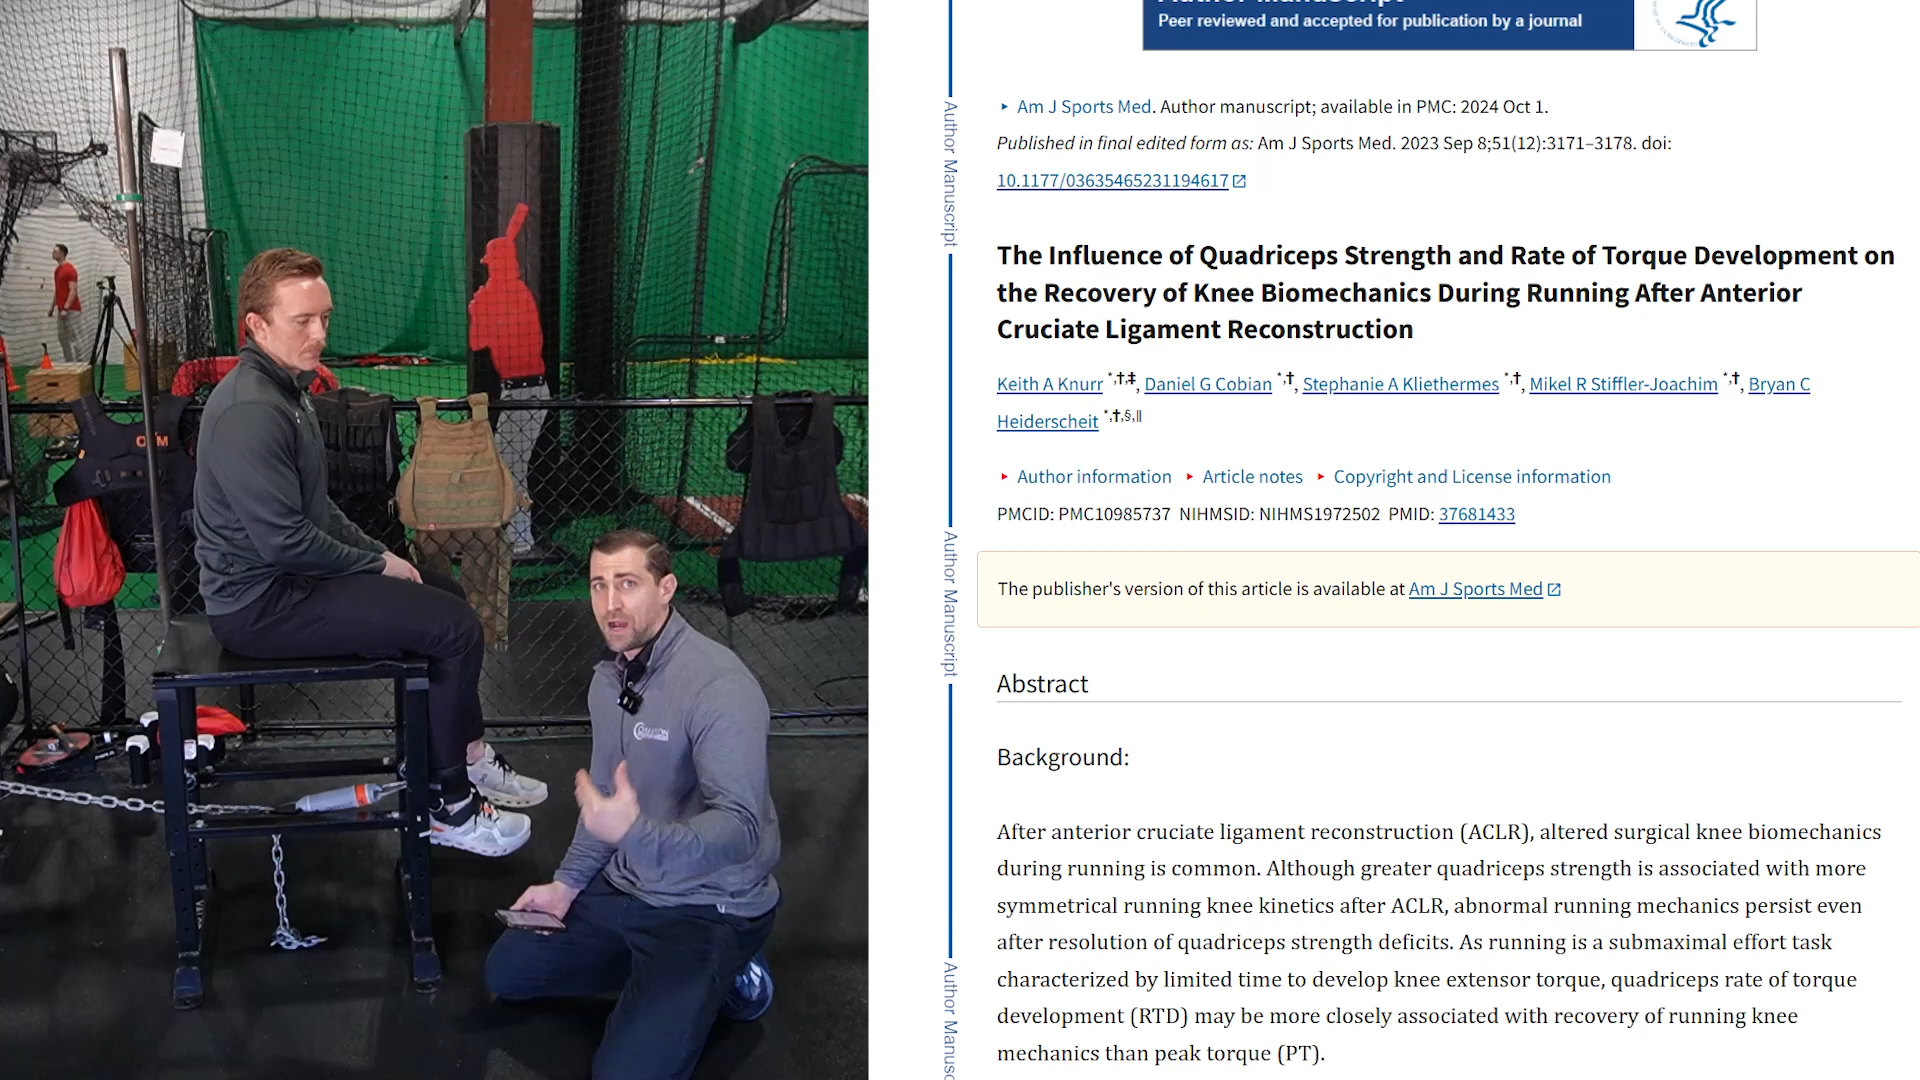 Peer reviewed and accepted for publication by a journal
Author Manuscript
▸ Am J Sports Med. Author manuscript; available in PMC: 2024 Oct 1.
Published in final edited form as: Am J Sports Med. 2023 Sep 8;51(12):3171–3178. doi:
10.1177/03635465231194617
The Influence of Quadriceps Strength and Rate of Torque Development on
the Recovery of Knee Biomechanics During Running After Anterior
Cruciate Ligament Reconstruction
Keith A Knurr *,†,‡, Daniel G Cobian *,†, Stephanie A Kliethermes *,†, Mikel R Stiffler-Joachim *,†, Bryan C
Heiderscheit *,†,§,||
▸ Author information ▸ Article notes ▸ Copyright and License information
PMCID: PMC10985737 NIHMSID: NIHMS1972502 PMID: 37681433
Author Manuscript
The publisher's version of this article is available at Am J Sports Med
Abstract
Background:
After anterior cruciate ligament reconstruction (ACLR), altered surgical knee biomechanics
during running is common. Although greater quadriceps strength is associated with more
symmetrical running knee kinetics after ACLR, abnormal running mechanics persist even
after resolution of quadriceps strength deficits. As running is a submaximal effort task
characterized by limited time to develop knee extensor torque, quadriceps rate of torque
development (RTD) may be more closely associated with recovery of running knee
mechanics than peak torque (PT).
Author Manusc